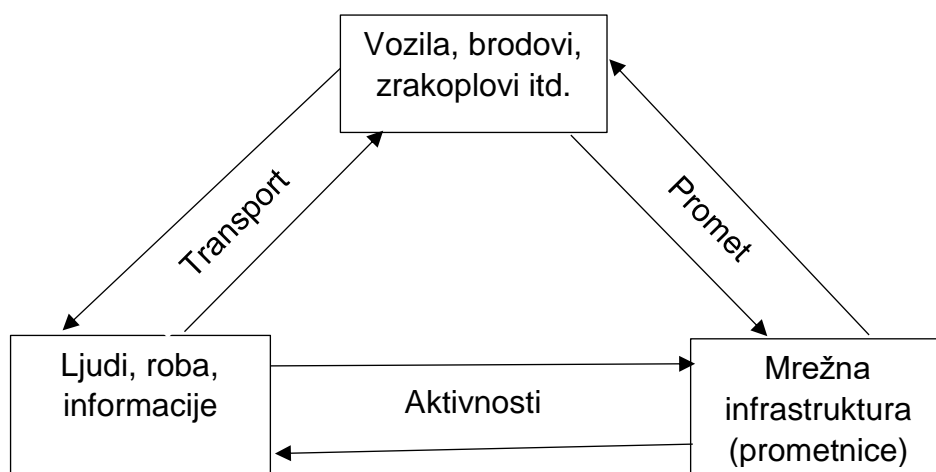 Vozila, brodovi,
zrakoplovi itd.
Transport
Promet
Ljudi, roba,
informacije
Aktivnosti
Mrežna
infrastruktura
(prometnice)